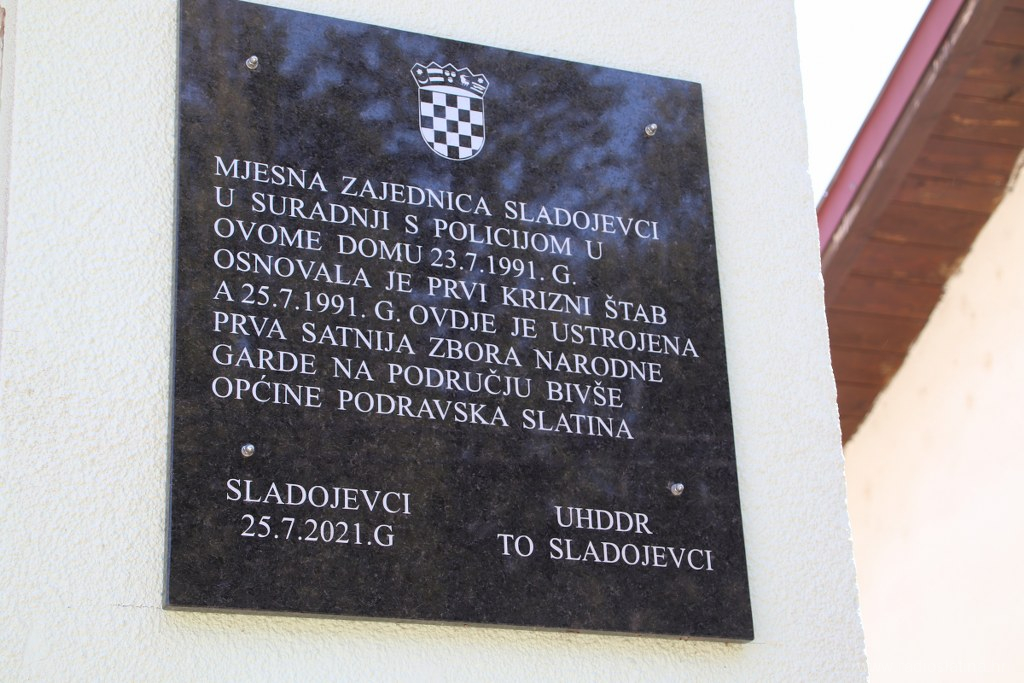 MJESNA ZAJEDNICA SLADOJEVCI
U SURADNJI S POLICIJOM U
OVOME DOMU 23.7.1991. G.
OSNOVALA JE PRVI KRIZNI ŠTAB
A 25.7.1991. G. OVDJE JE USTROJENA
PRVA SATNIJA ZBORA NARODNE
GARDE NA PODRUČJU BIVŠE
OPĆINE PODRAVSKA SLATINA
SLADOJEVCI
25.7.2021.G
UHDDR
TO SLADOJEVCI